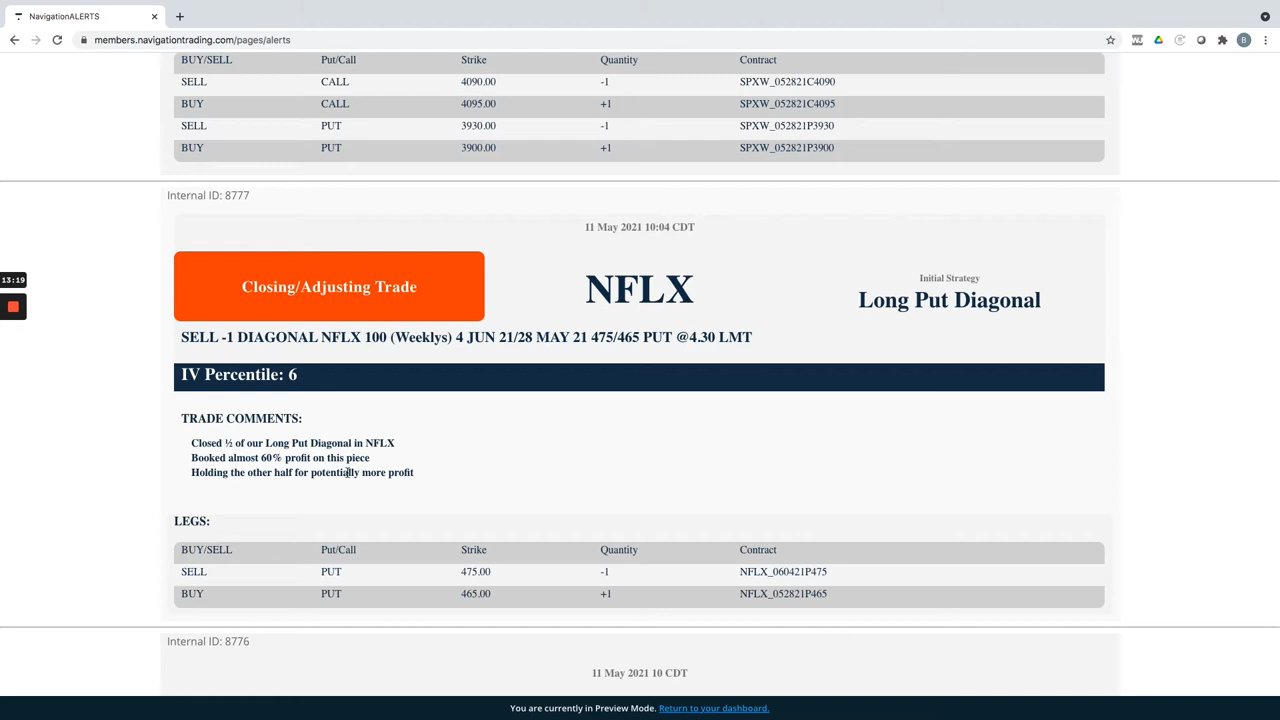 NavigationALERTS
members.navigationtrading.com/pages/alerts
B
BUY/SELL Put/Call Strike Quantity Contract
SELL CALL 4090.00 -1 SPXW_052821C4090
BUY CALL 4095.00 +1 SPXW_052821C4095
SELL PUT 3930.00 -1 SPXW_052821P3930
BUY PUT 3900.00 +1 SPXW_052821P3900
Internal ID: 8777
11 May 2021 10:04 CDT
Closing/Adjusting Trade
NFLX
Initial Strategy
Long Put Diagonal
13:19
SELL -1 DIAGONAL NFLX 100 (Weeklys) 4 JUN 21/28 MAY 21 475/465 PUT @4.30 LMT
IV Percentile: 6
TRADE COMMENTS:
Closed ½ of our Long Put Diagonal in NFLX
Booked almost 60% profit on this piece
Holding the other half for potentially more profit
LEGS:
BUY/SELL Put/Call Strike Quantity Contract
SELL PUT 475.00 -1 NFLX_060421P475
BUY PUT 465.00 +1 NFLX_052821P465
Internal ID: 8776
11 May 2021 10 CDT
You are currently in Preview Mode. Return to your dashboard.